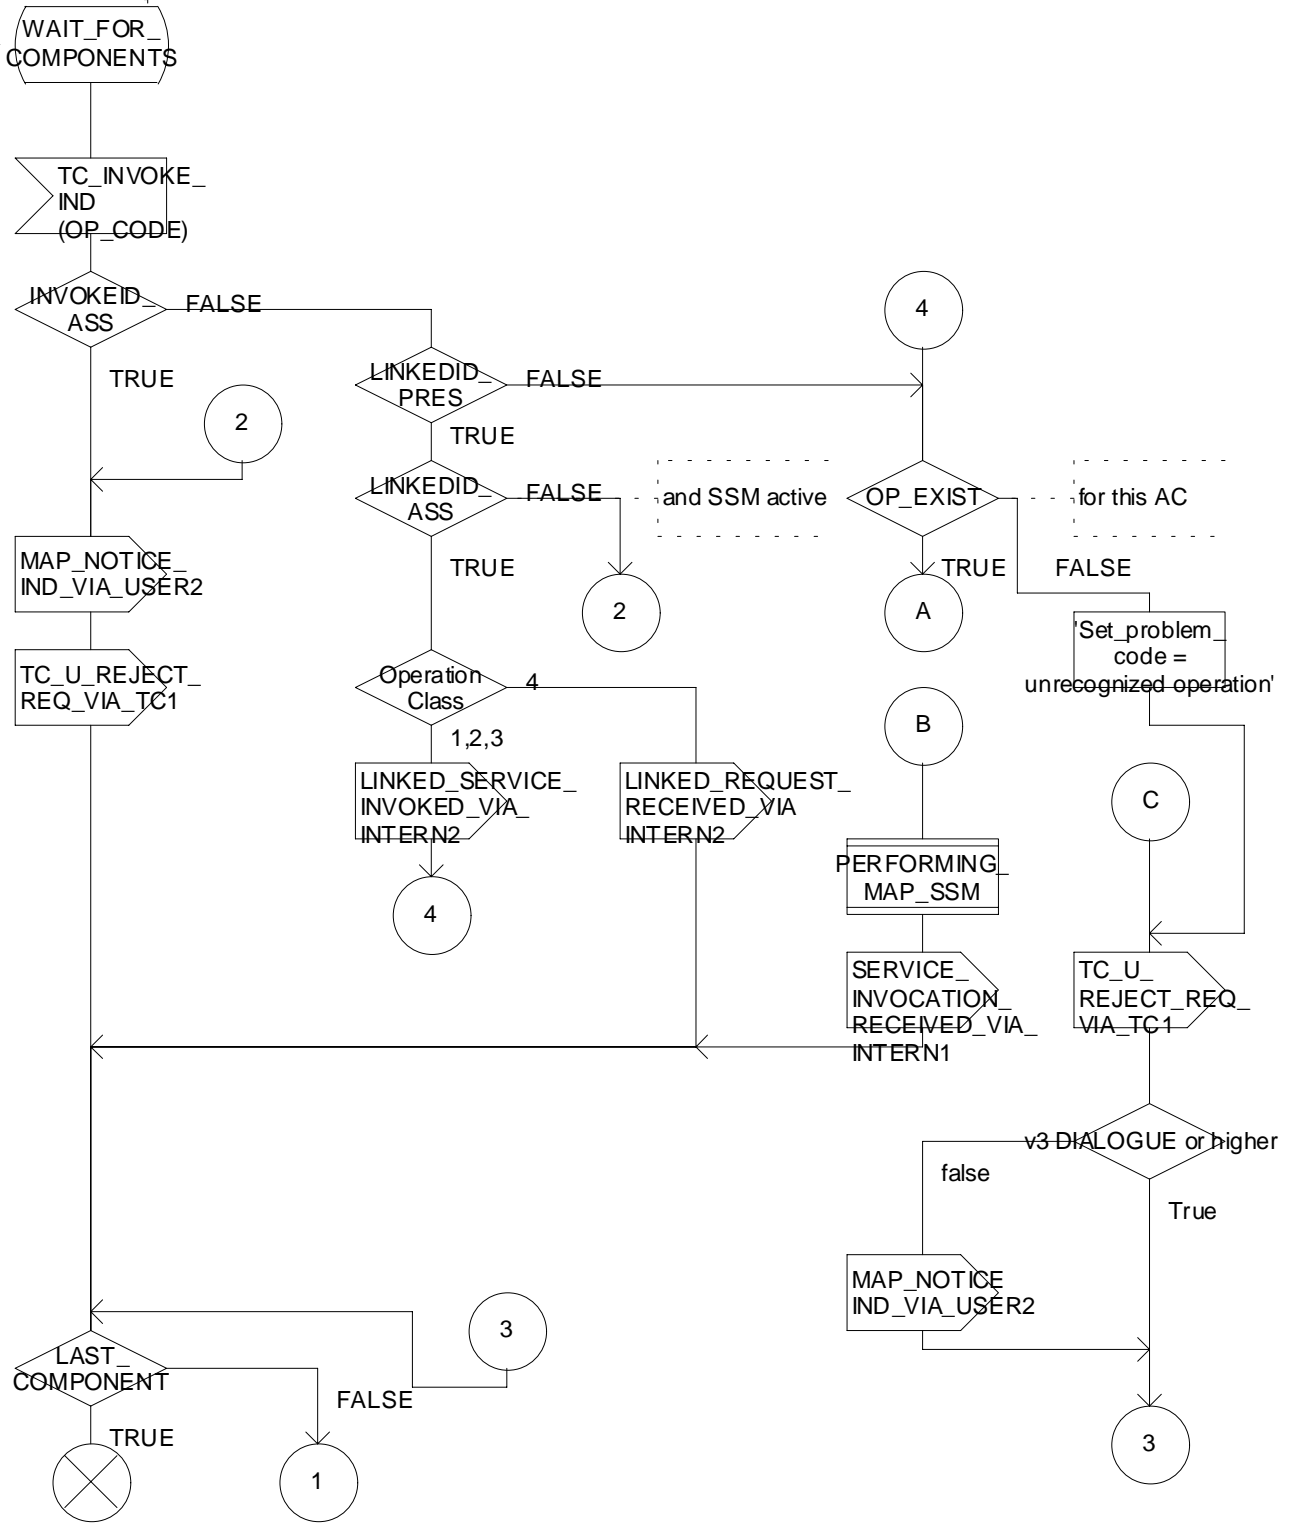 WAIT_FOR_
COMPONENTS
TC_INVOKE_
IND
(OP_CODE)
INVOKEID_
ASS
FALSE
4
TRUE
LINKEDID_
PRES
FALSE
2
TRUE
LINKEDID_
ASS
FALSE
and SSM active
OP_EXIST
for this AC
MAP_NOTICE_
IND_VIA_USER2
TRUE
2
TRUE
FALSE
A
'Set_problem_
code =
unrecognized operation'
TC_U_REJECT_
REQ_VIA_TC1
Operation
Class
4
B
1,2,3
LINKED_SERVICE_
INVOKED_VIA_
INTERN2
LINKED_REQUEST_
RECEIVED_VIA
INTERN2
C
PERFORMING_
MAP_SSM
4
SERVICE_
INVOCATION_
RECEIVED_VIA_
INTERN1
TC_U_
REJECT_REQ_
VIA_TC1
v3 DIALOGUE or higher
false
True
MAP_NOTICE
IND_VIA_USER2
3
LAST_
COMPONENT
FALSE
TRUE
1
3